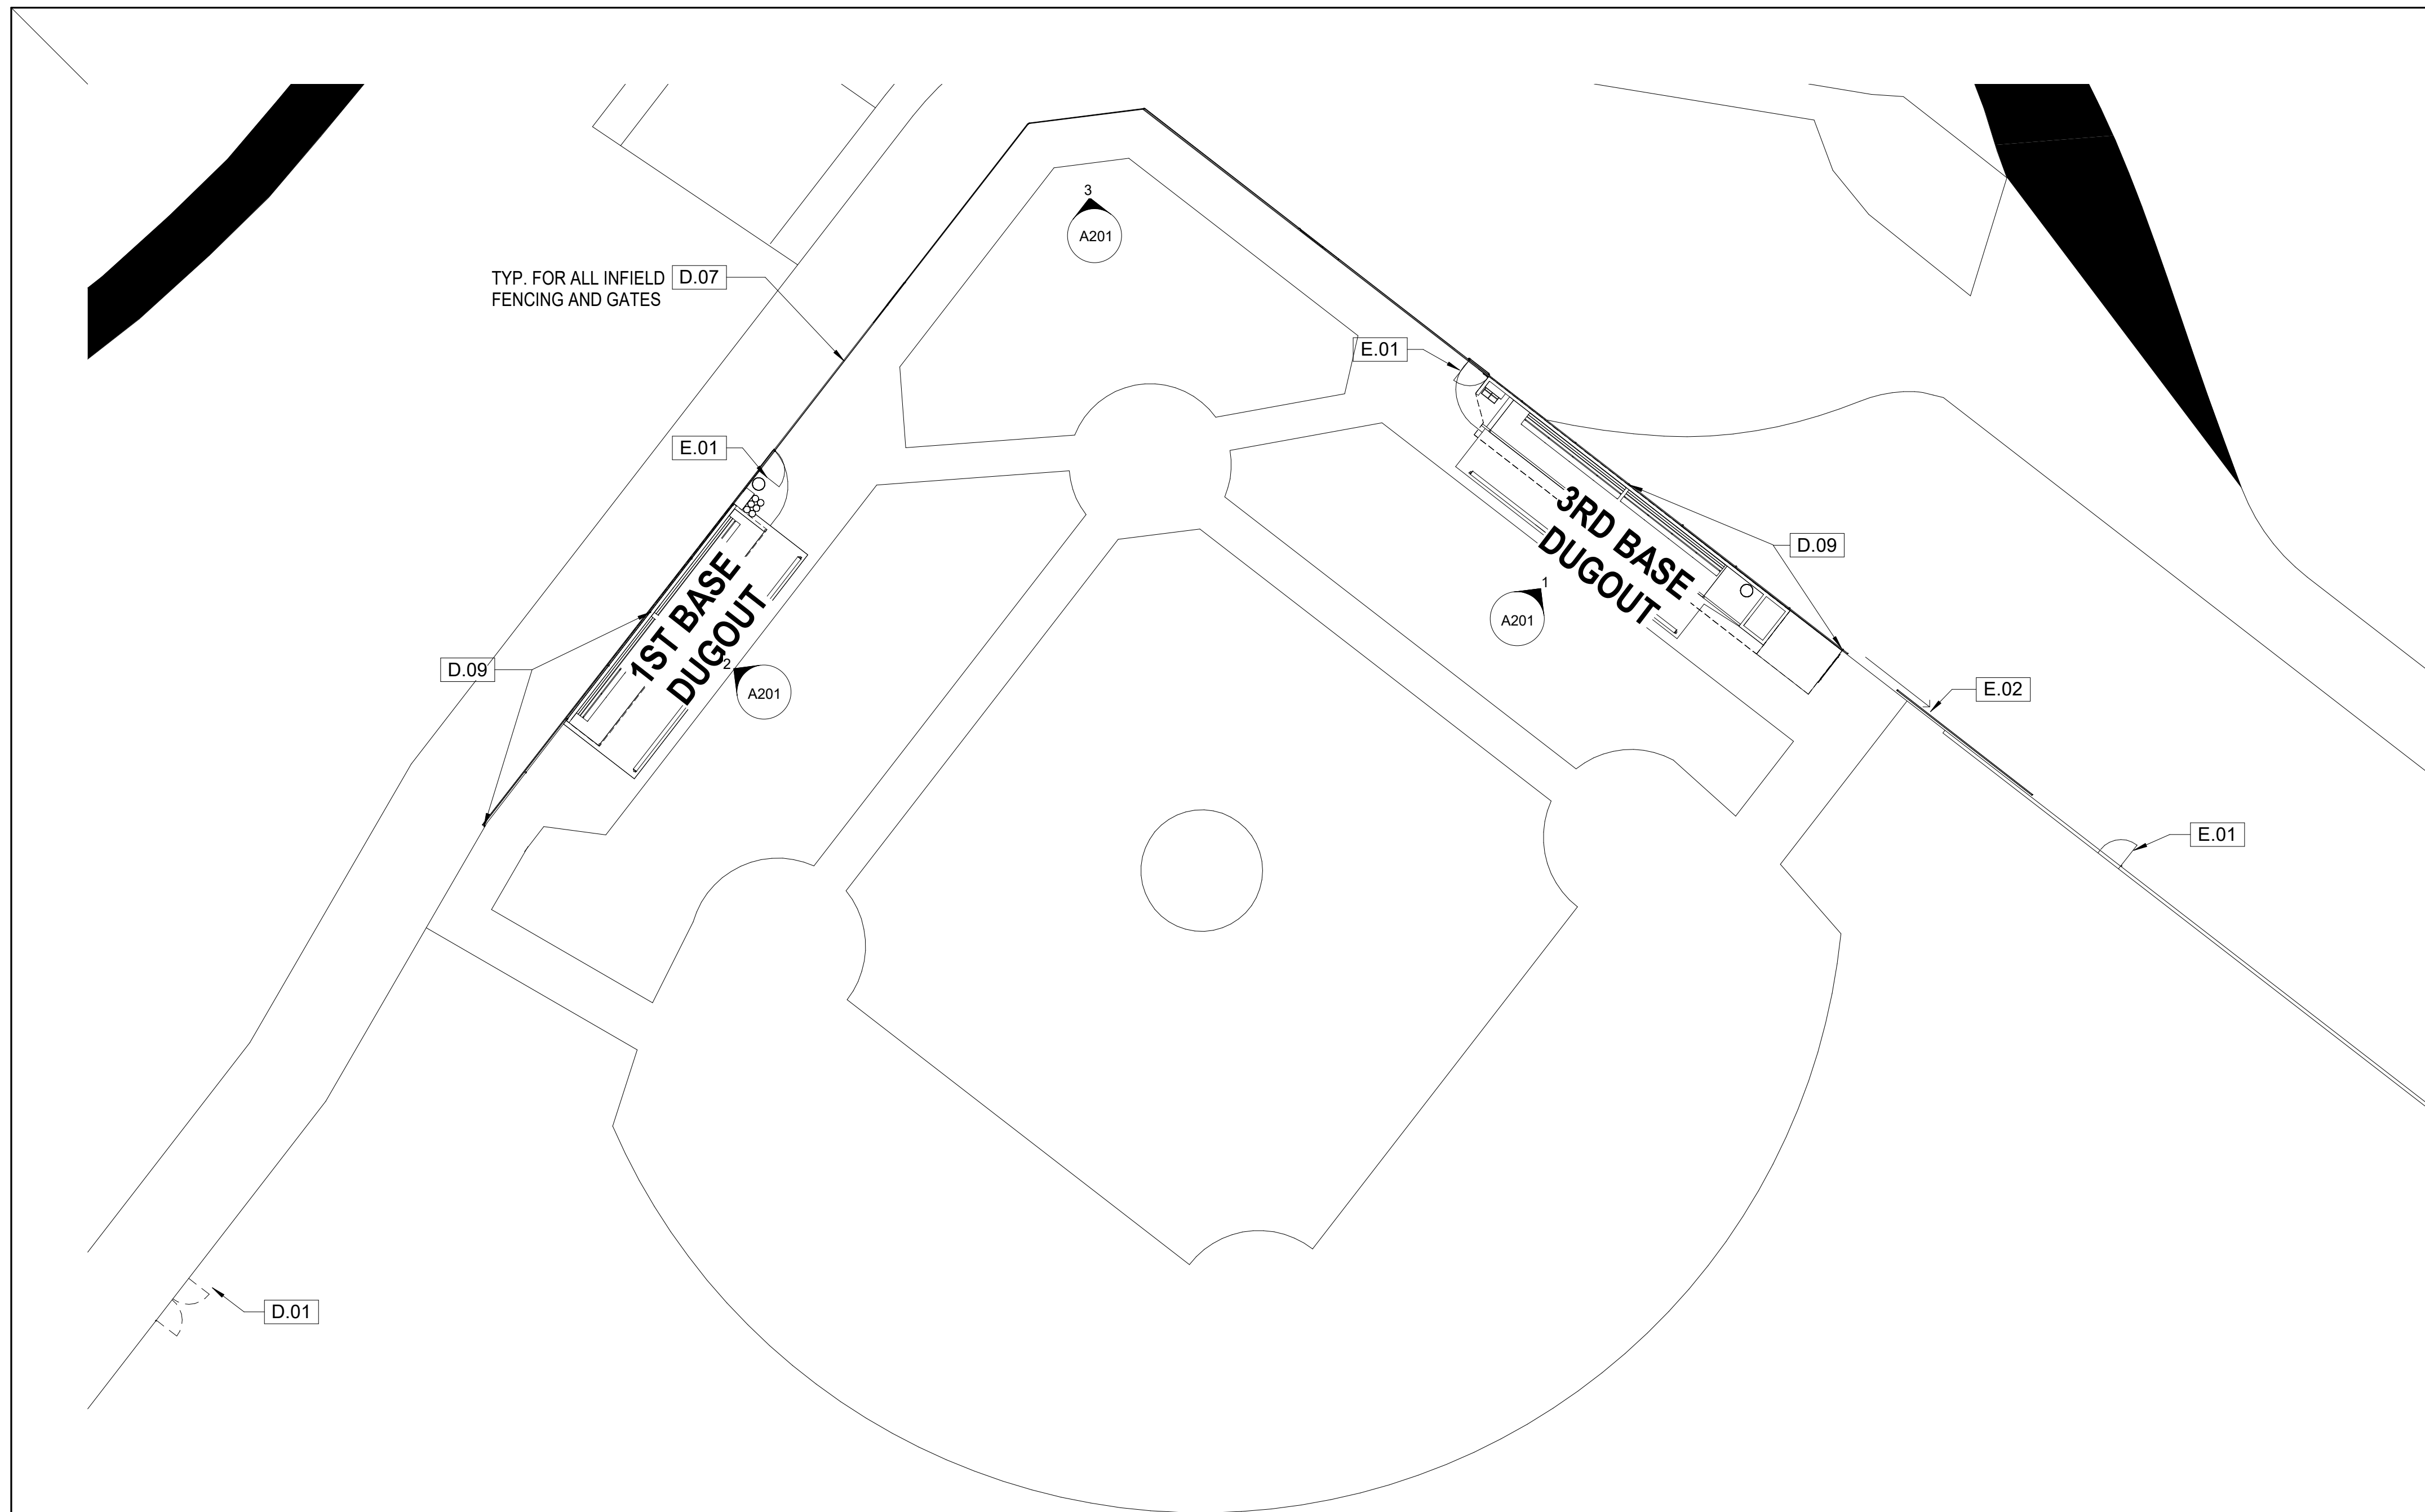 3
A201
TYP. FOR ALL INFIELD D.07
FENCING AND GATES
E.01
E.01
3RD BASE
DUGOUT
D.09
1ST BASE
DUGOUT
1
A201
D.09
2
A201
E.02
E.01
D.01